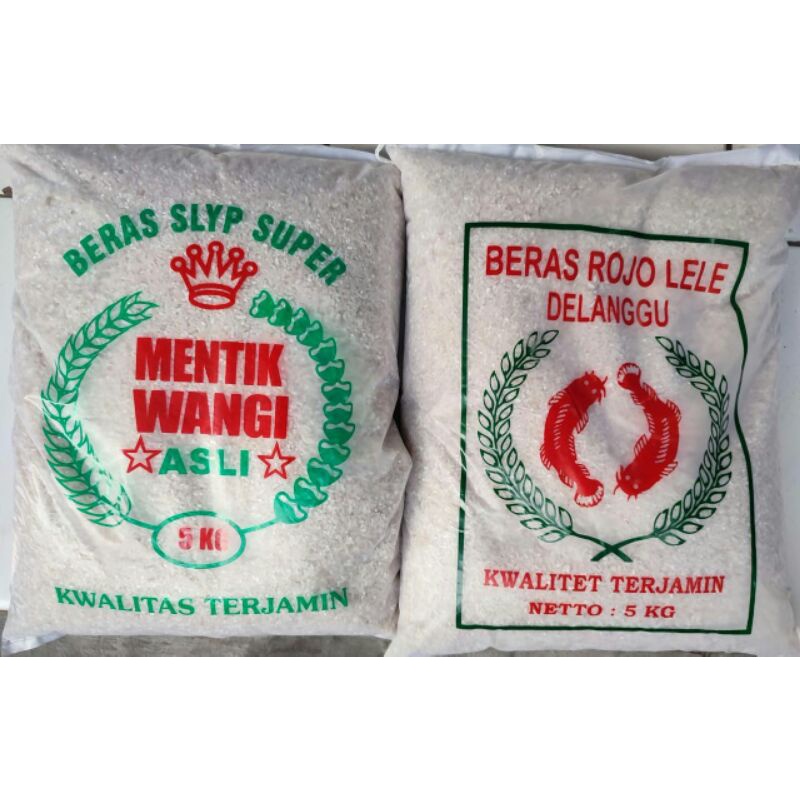 BERAS SLYP SUPER
MENTIK
WANGI
ASLI
5 KG
KWALITAS TERJAMIN
BERAS ROJO LELE
DELANGGU
KWALITET TERJAMIN
NETTO : 5 KG